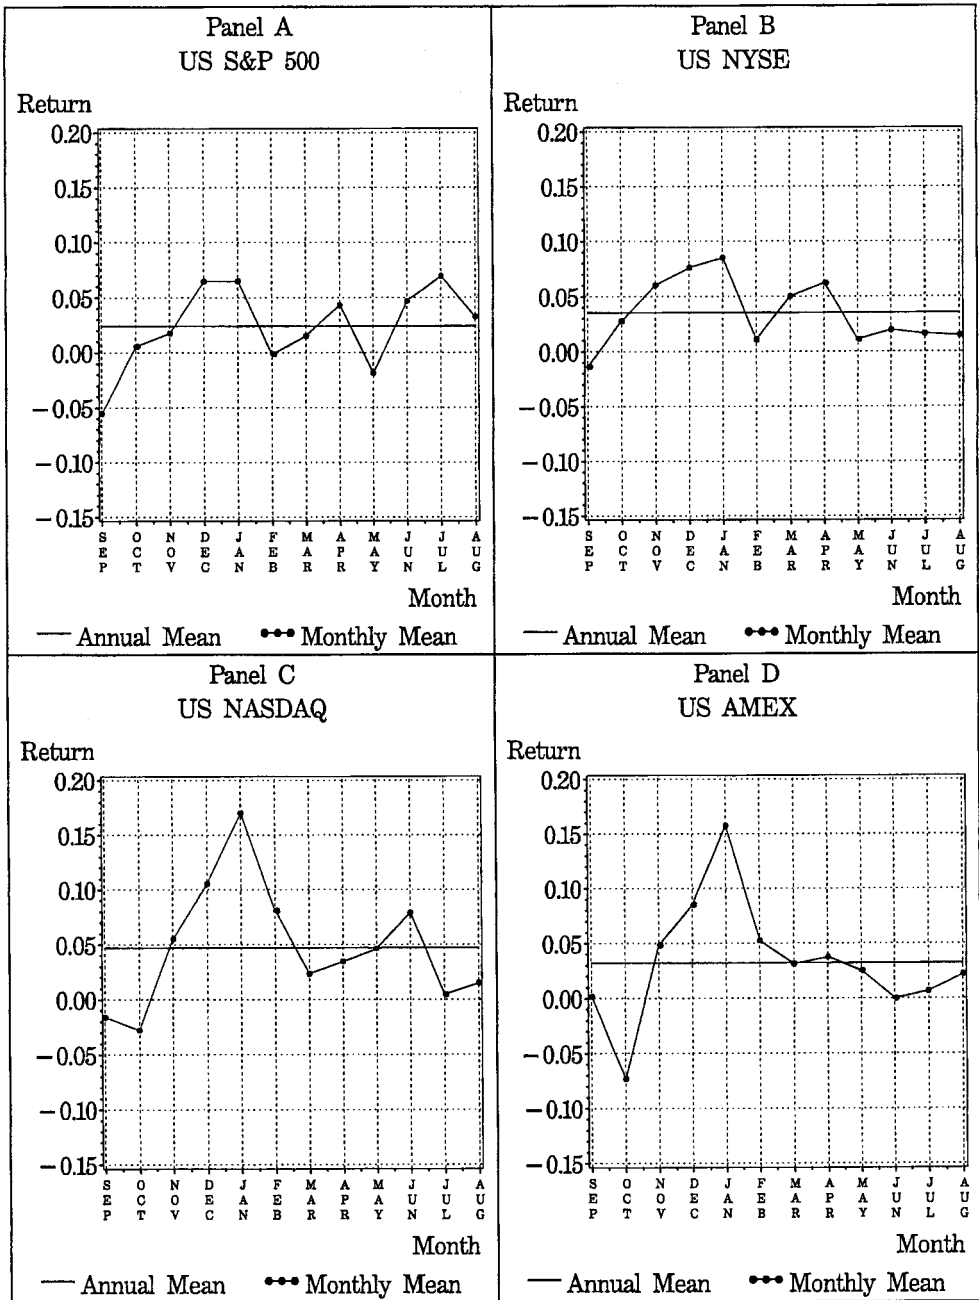 Panel A
US S&P 500
Return
0.20
0.15
0.10
0.05
0.00
−0.05
−0.10
−0.15
SEP OCT NOV DEC JAN FEB MAR APR MAY JUN JUL AUG
Month
Annual Mean Monthly Mean
Panel B
US NYSE
Return
0.20
0.15
0.10
0.05
0.00
−0.05
−0.10
−0.15
SEP OCT NOV DEC JAN FEB MAR APR MAY JUN JUL AUG
Month
Annual Mean Monthly Mean
Panel C
US NASDAQ
Return
0.20
0.15
0.10
0.05
0.00
−0.05
−0.10
−0.15
SEP OCT NOV DEC JAN FEB MAR APR MAY JUN JUL AUG
Month
Annual Mean Monthly Mean
Panel D
US AMEX
Return
0.20
0.15
0.10
0.05
0.00
−0.05
−0.10
−0.15
SEP OCT NOV DEC JAN FEB MAR APR MAY JUN JUL AUG
Month
Annual Mean Monthly Mean